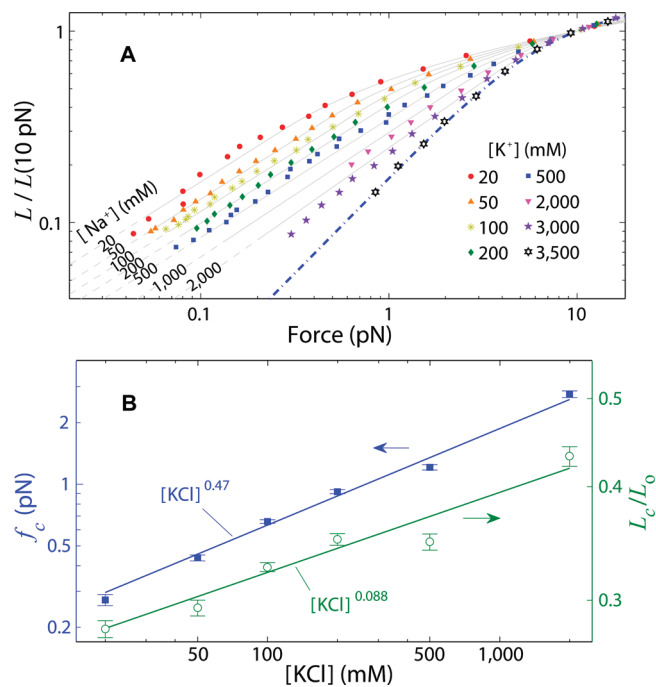 A
1
0.1
L / L(10 pN)
[Na⁺] (mM)
20
50
100
200
500
1,000
2,000
[K⁺] (mM)
20 500
50 2,000
100 3,000
200 3,500
0.1 1 10
Force (pN)
B
2
1
0.5
0.2
f_c (pN)
[KCl]^0.47
[KCl]^0.088
0.5
0.4
0.3
L_c/L_o
50 100 500 1,000
[KCl] (mM)